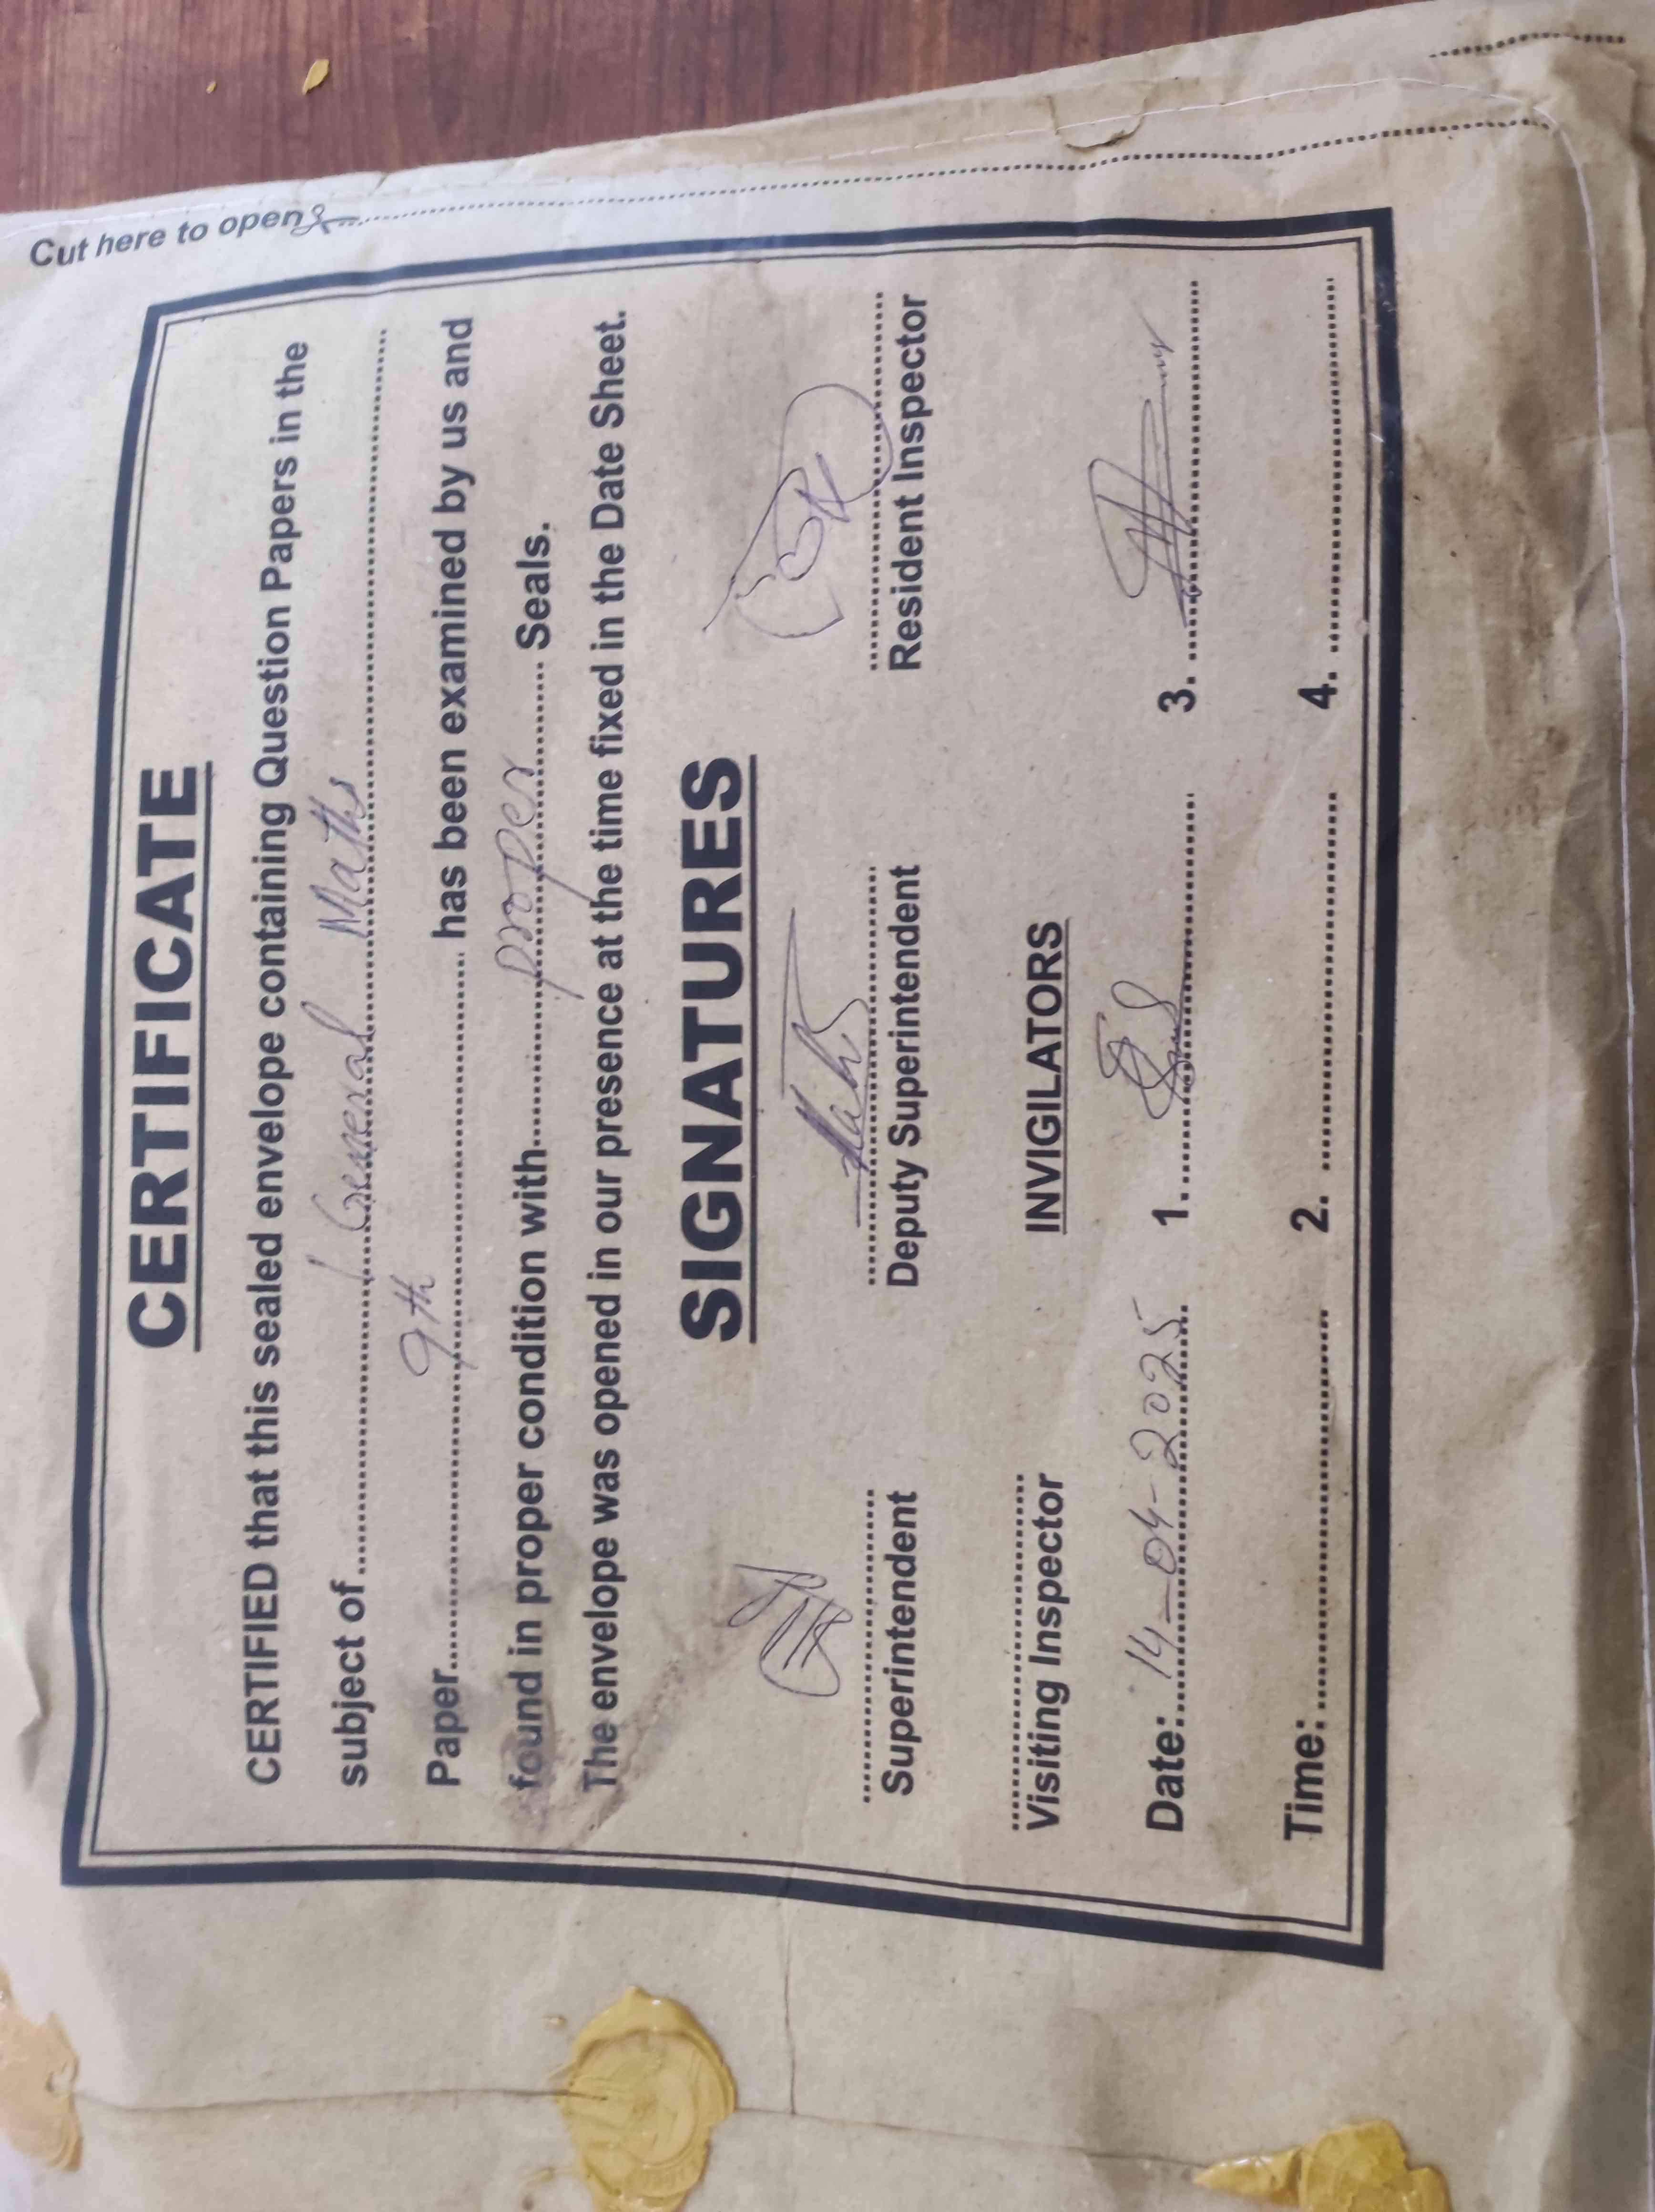 Cut here to open
CERTIFICATE
CERTIFIED that this sealed envelope containing Question Papers in the
subject of........General Maths........
Paper........9th........ has been examined by us and
found in proper condition with........proper........ Seals.
The envelope was opened in our presence at the time fixed in the Date Sheet.
SIGNATURES
Superintendent Deputy Superintendent Resident Inspector
Visiting Inspector INVIGILATORS
Date: 14-04-2025 1. 3.
Time: 2. 4.